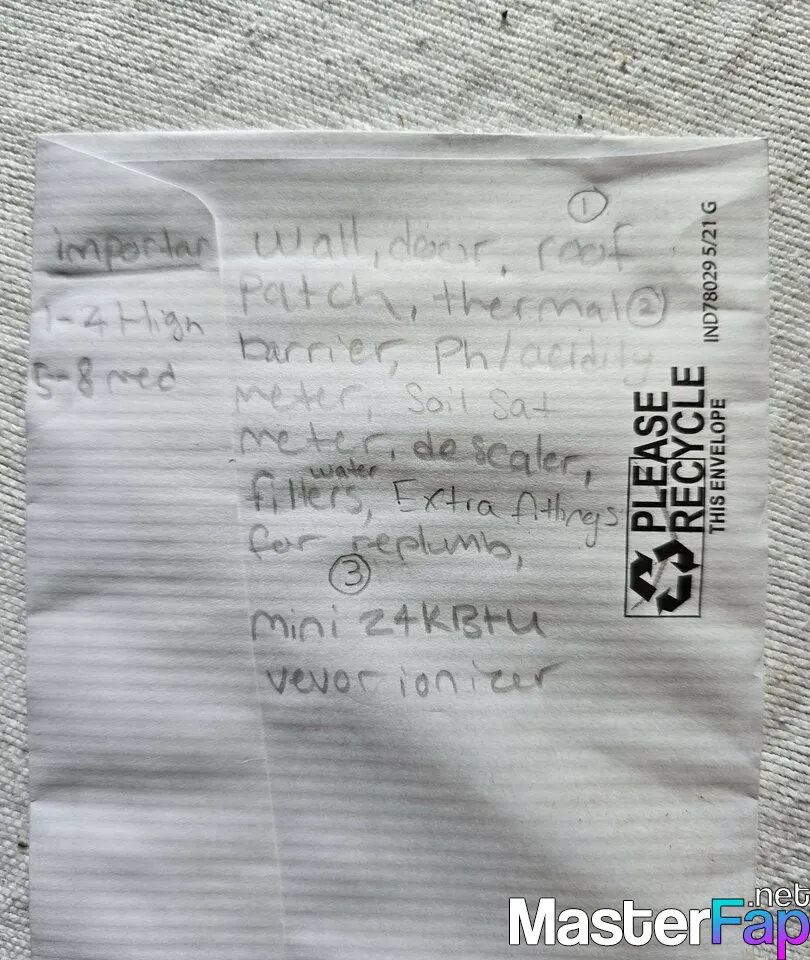 ①
importan
wall, decor, roof
Patch, thermal ②
1-4 High
barrier, Ph/acidity
5-8 med
meter, Soil Sat
meter, descaler,
water
filters, Extra fittings
for replumb,
③
mini 24KBtu
vevor ionizer
IND78029 5/21 G
PLEASE
RECYCLE
THIS ENVELOPE
MasterFap
.net